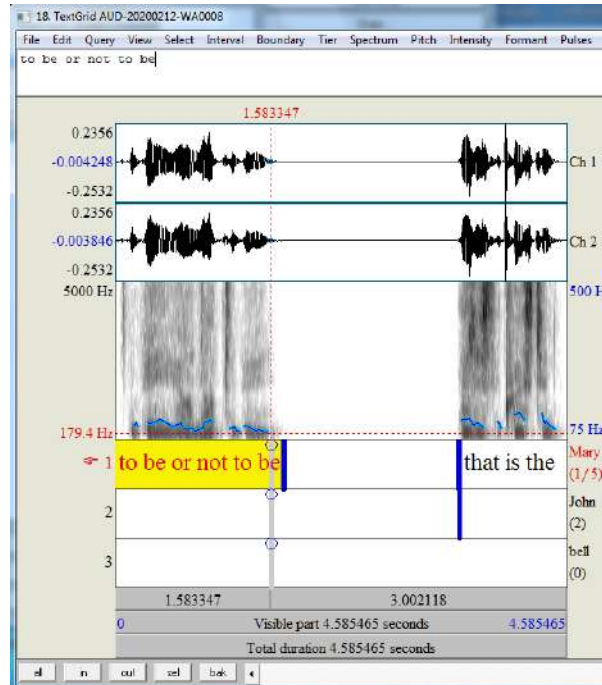 18. TextGrid AUD-20200212-WA0008
File Edit Query View Select Interval Boundary Tier Spectrum Pitch Intensity Formant Pulses
to be or not to be
1.583347
0.2356
-0.004248
-0.2532
Ch 1
0.2356
-0.003846
-0.2532
Ch 2
5000 Hz
500 H
179.4 Hz
75 Hz
1 to be or not to be that is the Mary
(1/5)
2 John
(2)
3 bell
(0)
1.583347 3.002118
0 Visible part 4.585465 seconds 4.585465
Total duration 4.585465 seconds
all in out sel bak